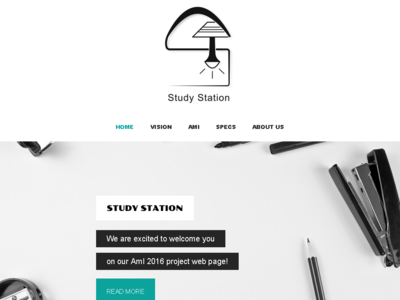 Study Station
HOME VISION AMI SPECS ABOUT US
STUDY STATION
We are excited to welcome you
on our AmI 2016 project web page!
READ MORE